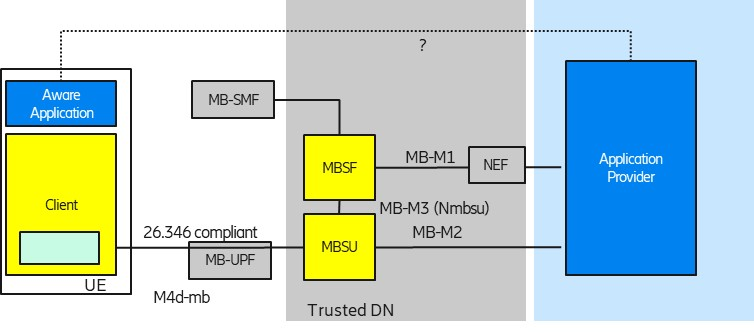 ?
Aware
Application
MB-SMF
MBSF
MB-M1
NEF
Application
Provider
Client
MB-M3 (Nmbsu)
26.346 compliant
MBSU
MB-M2
MB-UPF
UE
M4d-mb
Trusted DN